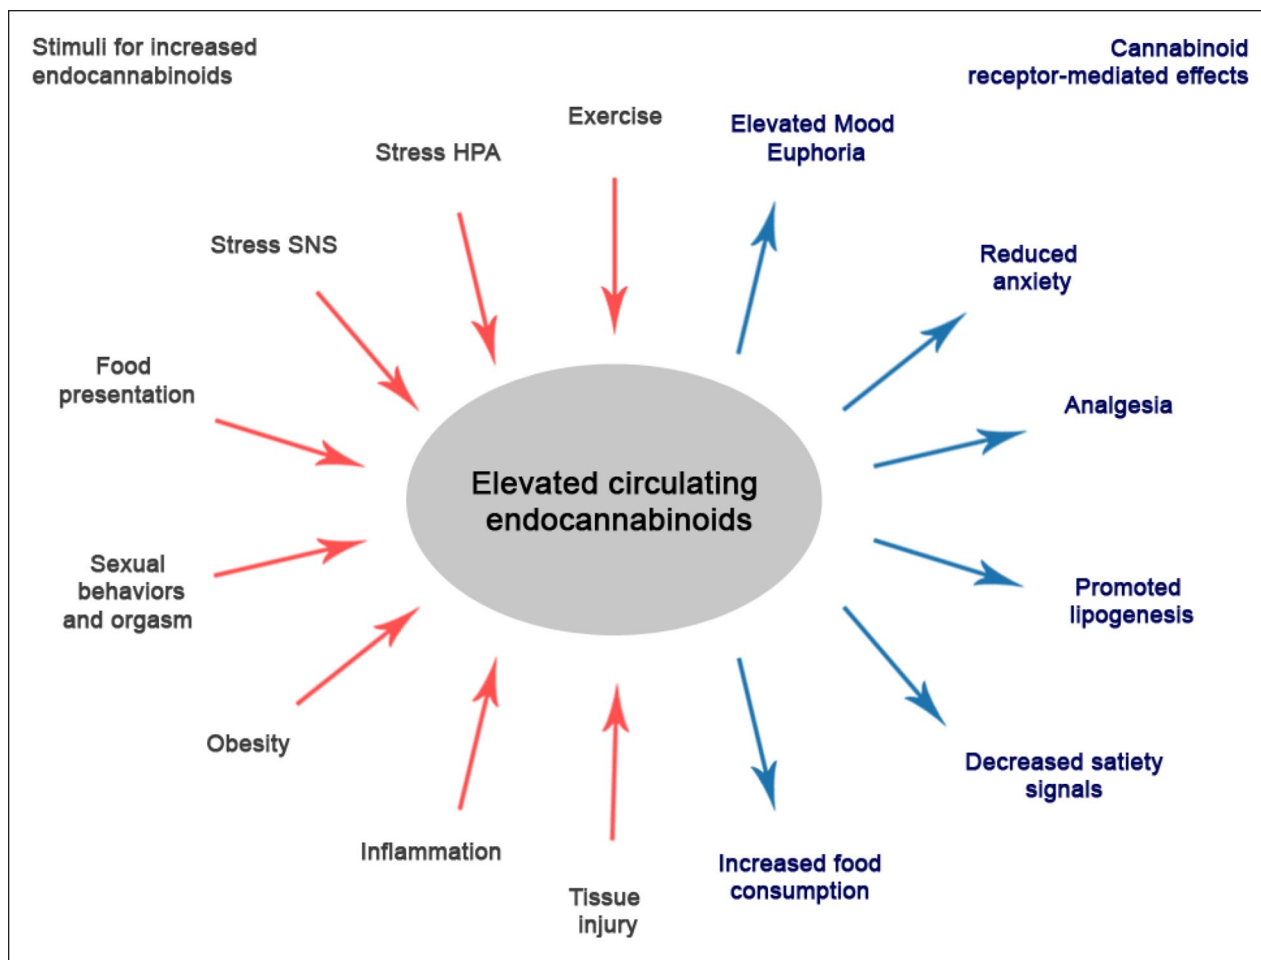 Stimuli for increased
endocannabinoids
Cannabinoid
receptor-mediated effects
Exercise
Stress HPA
Stress SNS
Food
presentation
Sexual
behaviors
and orgasm
Obesity
Inflammation
Tissue
injury
Elevated circulating
endocannabinoids
Elevated Mood
Euphoria
Reduced
anxiety
Analgesia
Promoted
lipogenesis
Decreased satiety
signals
Increased food
consumption